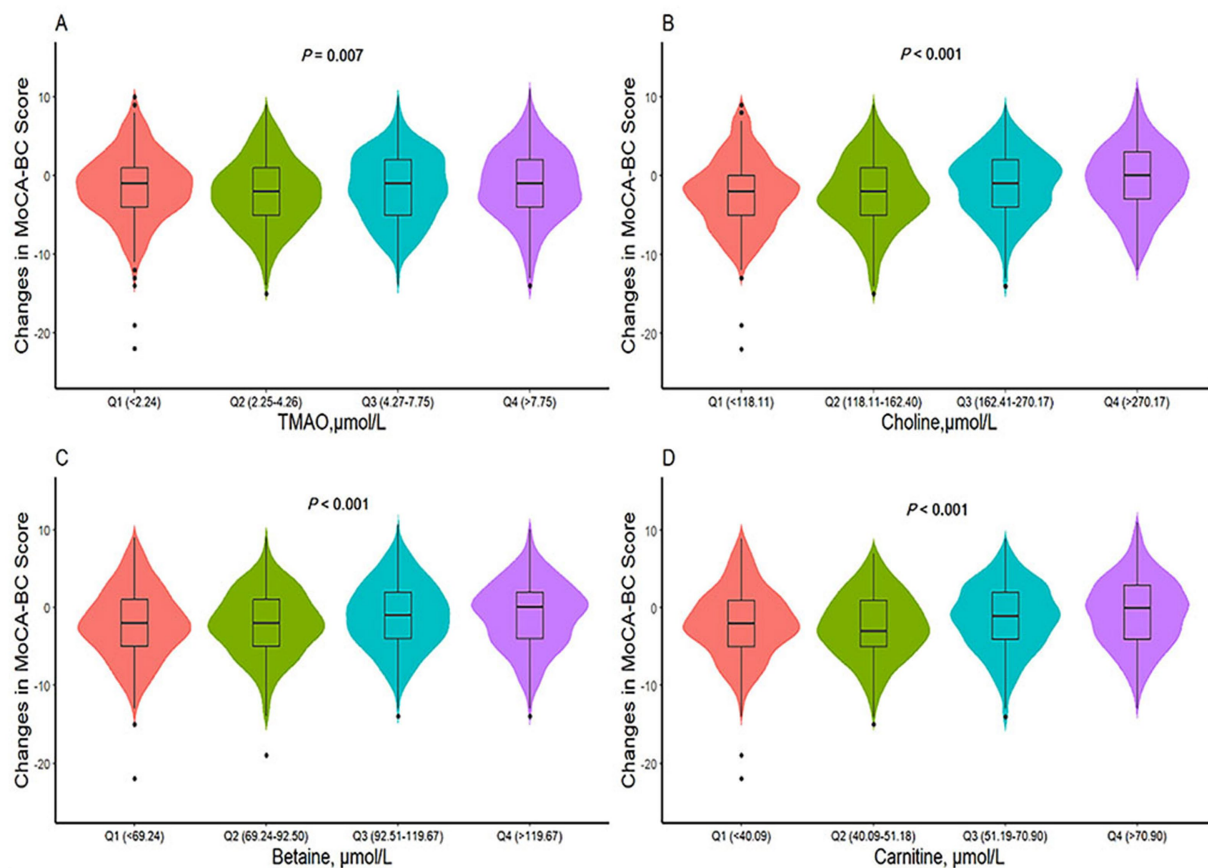 A
P = 0.007
Changes in MoCA-BC Score
10
0
-10
-20
Q1 (<2.24) Q2 (2.25-4.26) Q3 (4.27-7.75) Q4 (>7.75)
TMAO,μmol/L
B
P < 0.001
Changes in MoCA-BC Score
10
0
-10
-20
Q1 (<118.11) Q2 (118.11-162.40) Q3 (162.41-270.17) Q4 (>270.17)
Choline,μmol/L
C
P < 0.001
Changes in MoCA-BC Score
10
0
-10
-20
Q1 (<69.24) Q2 (69.24-92.50) Q3 (92.51-119.67) Q4 (>119.67)
Betaine, μmol/L
D
P < 0.001
Changes in MoCA-BC Score
10
0
-10
-20
Q1 (<40.09) Q2 (40.09-51.18) Q3 (51.19-70.90) Q4 (>70.90)
Carnitine, μmol/L